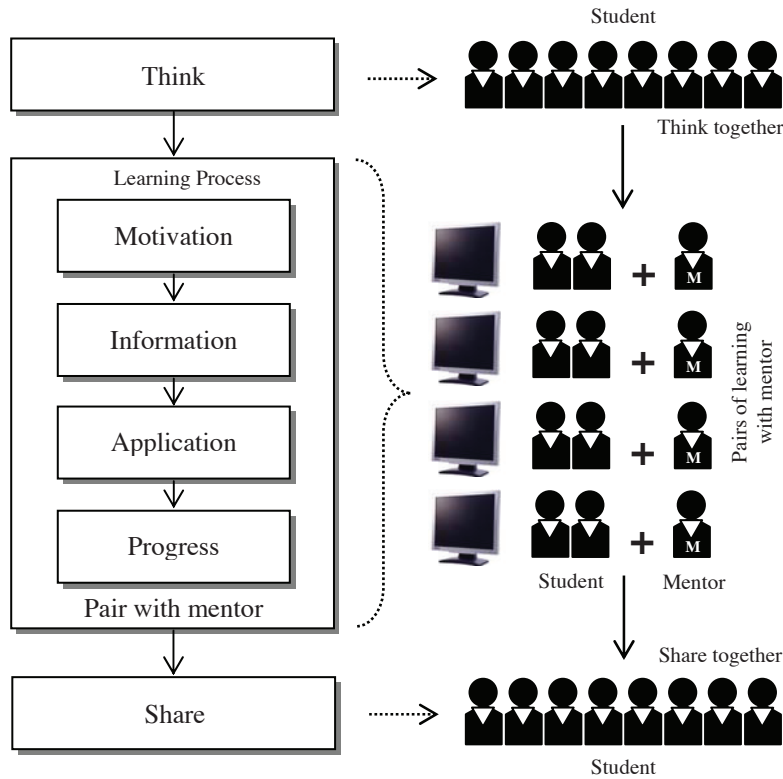 Student
Think
Think together
Learning Process
Motivation
Information
Application
Progress
Pair with mentor
M
M
M
M
Pairs of learning
with mentor
Student
Mentor
Share together
Share
Student